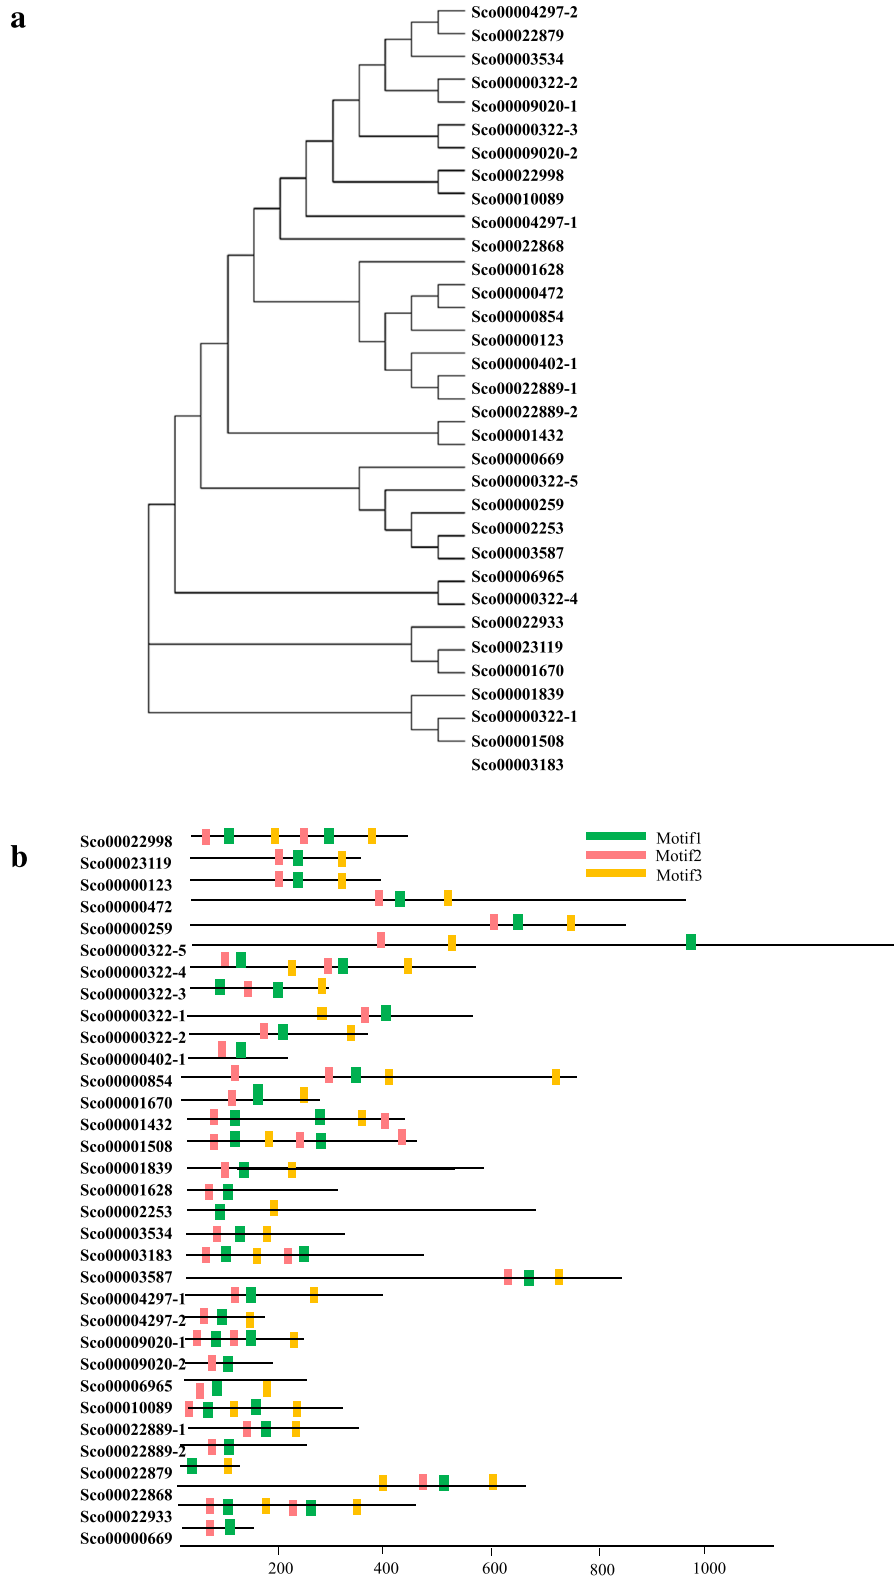 a
Sco00004297-2
Sco00022879
Sco00003534
Sco00000322-2
Sco00009020-1
Sco00000322-3
Sco00009020-2
Sco00022998
Sco00010089
Sco00004297-1
Sco00022868
Sco00001628
Sco00000472
Sco00000854
Sco00000123
Sco00000402-1
Sco00022889-1
Sco00022889-2
Sco00001432
Sco00000669
Sco00000322-5
Sco00000259
Sco00002253
Sco00003587
Sco00006965
Sco00000322-4
Sco00022933
Sco00023119
Sco00001670
Sco00001839
Sco00000322-1
Sco00001508
Sco00003183
b
Motif1
Motif2
Motif3
Sco00022998
Sco00023119
Sco00000123
Sco00000472
Sco00000259
Sco00000322-5
Sco00000322-4
Sco00000322-3
Sco00000322-1
Sco00000322-2
Sco00000402-1
Sco00000854
Sco00001670
Sco00001432
Sco00001508
Sco00001839
Sco00001628
Sco00002253
Sco00003534
Sco00003183
Sco00003587
Sco00004297-1
Sco00004297-2
Sco00009020-1
Sco00009020-2
Sco00006965
Sco00010089
Sco00022889-1
Sco00022889-2
Sco00022879
Sco00022868
Sco00022933
Sco00000669
200 400 600 800 1000